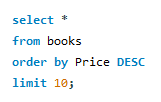 select *
from books
order by Price DESC
limit 10;